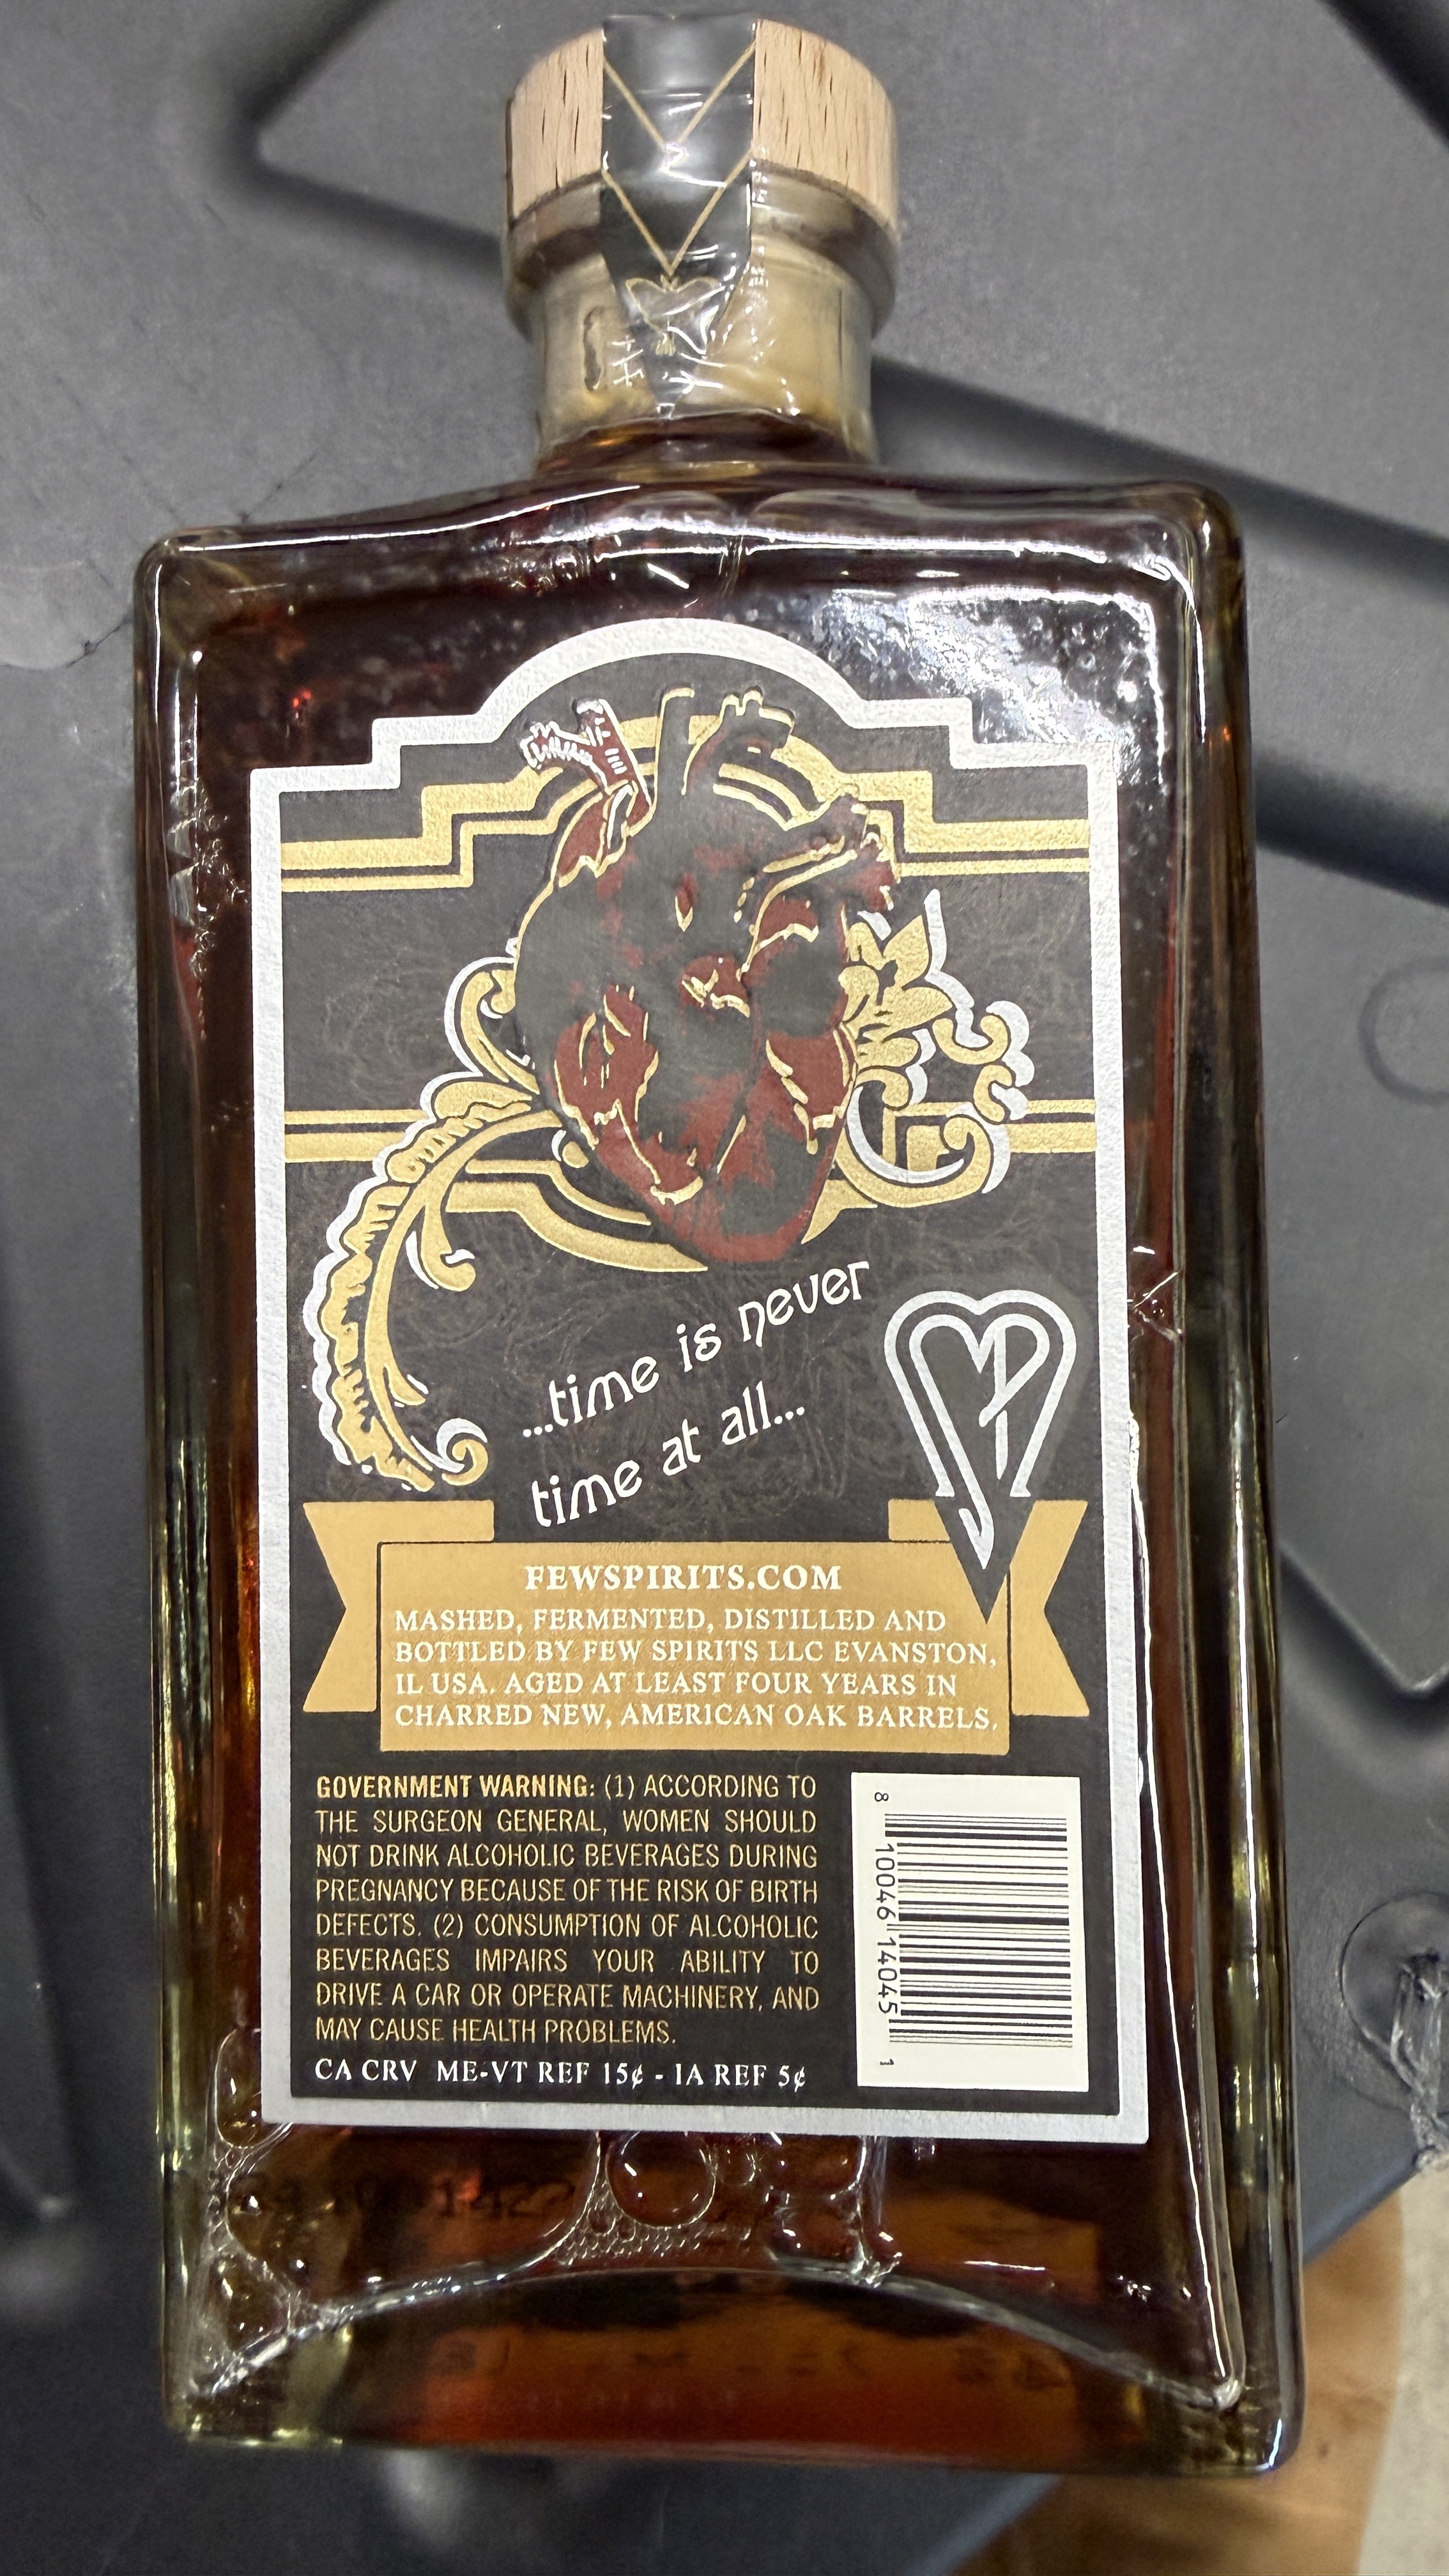 ...time is never
time at all...
FEWSPIRITS.COM
MASHED, FERMENTED, DISTILLED AND
BOTTLED BY FEW SPIRITS LLC EVANSTON,
IL USA. AGED AT LEAST FOUR YEARS IN
CHARRED NEW, AMERICAN OAK BARRELS.
GOVERNMENT WARNING: (1) ACCORDING TO
THE SURGEON GENERAL, WOMEN SHOULD
NOT DRINK ALCOHOLIC BEVERAGES DURING
PREGNANCY BECAUSE OF THE RISK OF BIRTH
DEFECTS. (2) CONSUMPTION OF ALCOHOLIC
BEVERAGES IMPAIRS YOUR ABILITY TO
DRIVE A CAR OR OPERATE MACHINERY, AND
MAY CAUSE HEALTH PROBLEMS.
CA CRV ME-VT REF 15¢ - IA REF 5¢
8 10046 14045 1